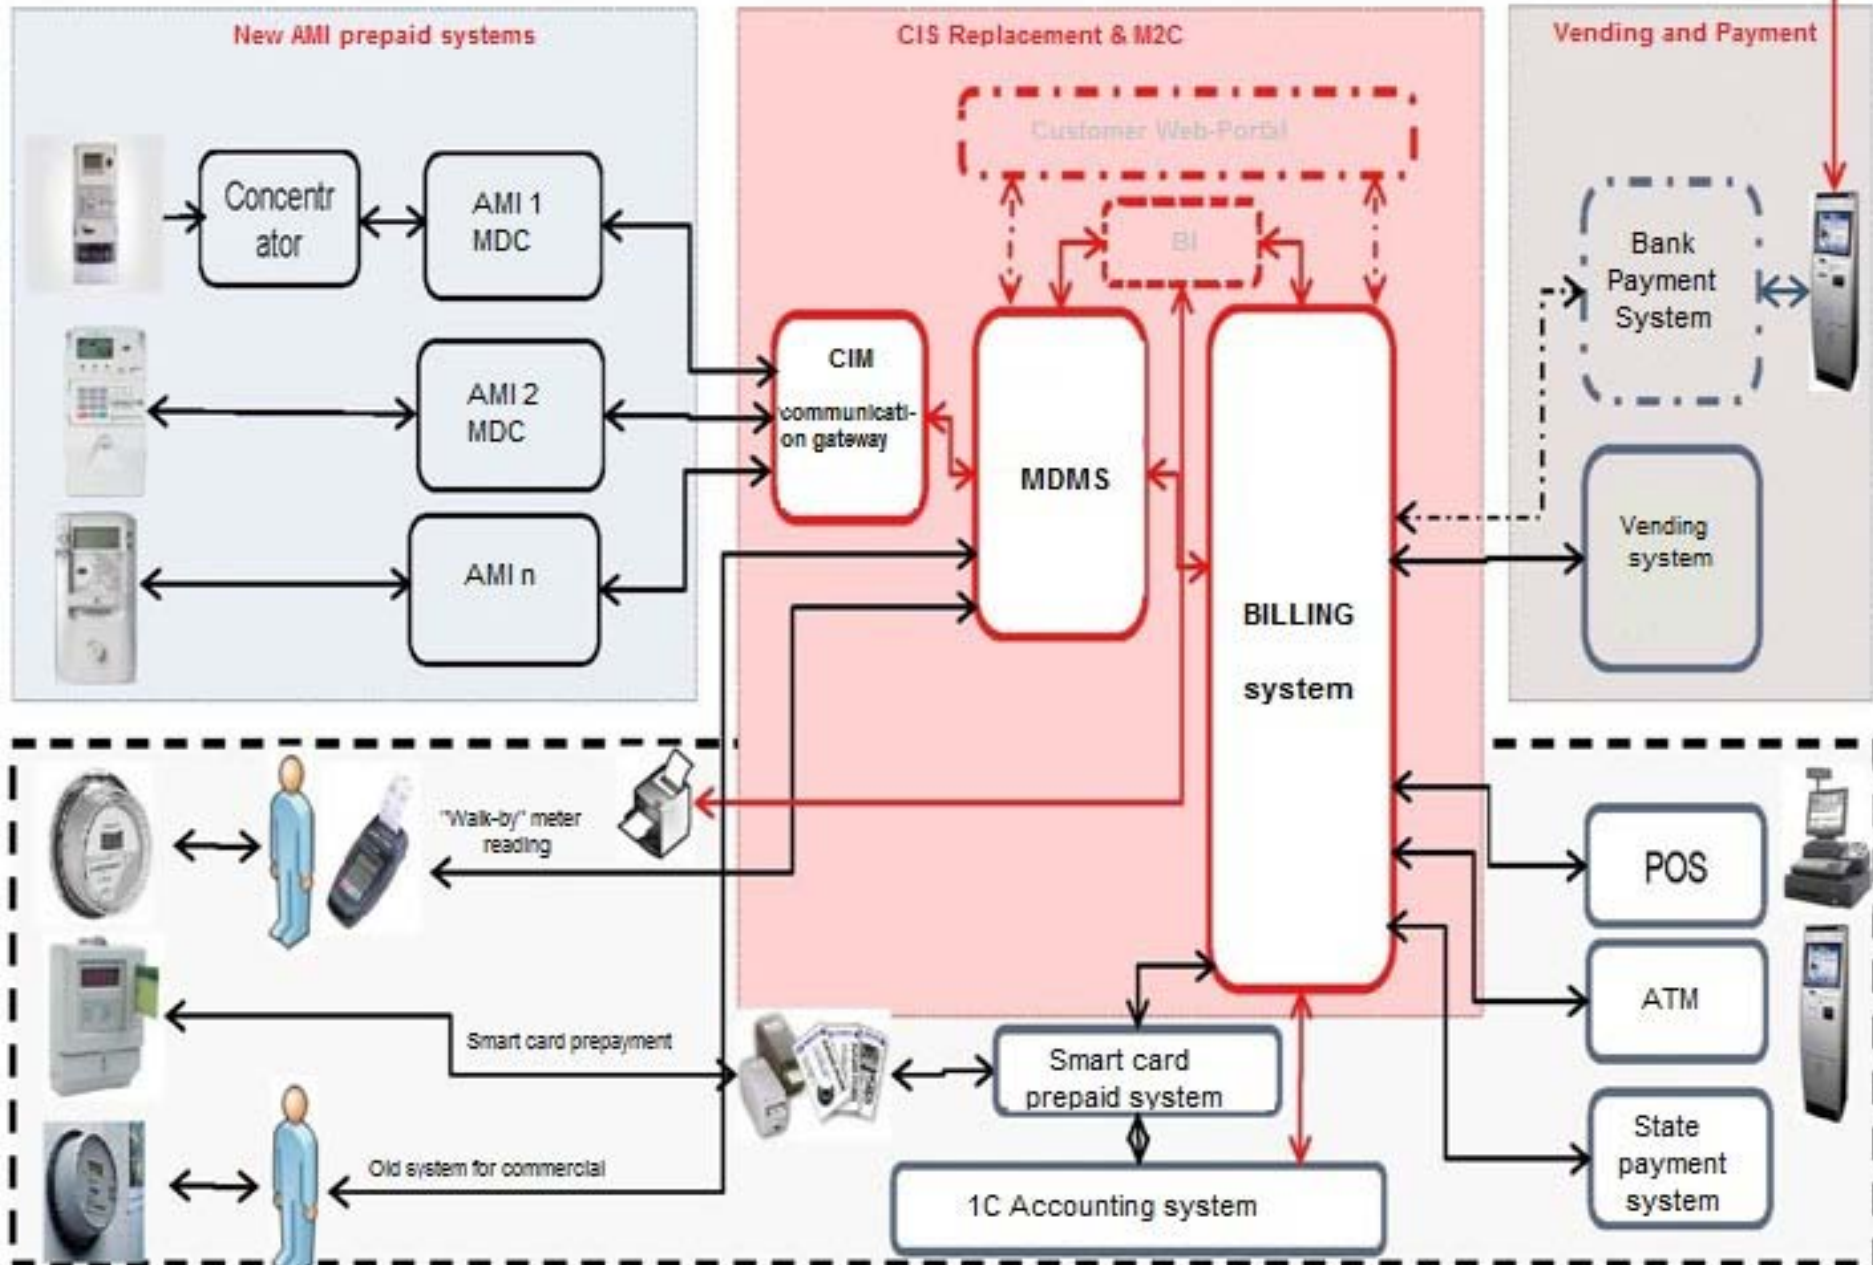 New AMI prepaid systems
CIS Replacement & M2C
Vending and Payment
Customer Web-Portal
BI
Concentr
ator
AMI 1
MDC
AMI 2
MDC
AMI n
CIM
communicati-
on gateway
MDMS
BILLING
system
Bank
Payment
System
Vending
system
"Walk-by" meter
reading
Smart card prepayment
Old system for commercial
Smart card
prepaid system
1C Accounting system
POS
ATM
State
payment
system